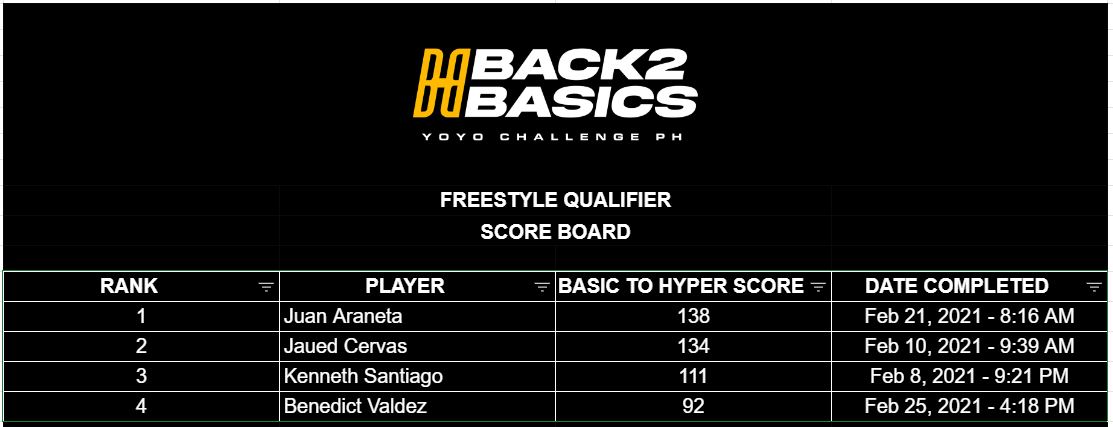 BACK2
BASICS
YOYO CHALLENGE PH
FREESTYLE QUALIFIER
SCORE BOARD
RANK PLAYER BASIC TO HYPER SCORE DATE COMPLETED
1 Juan Araneta 138 Feb 21, 2021 - 8:16 AM
2 Jaued Cervas 134 Feb 10, 2021 - 9:39 AM
3 Kenneth Santiago 111 Feb 8, 2021 - 9:21 PM
4 Benedict Valdez 92 Feb 25, 2021 - 4:18 PM